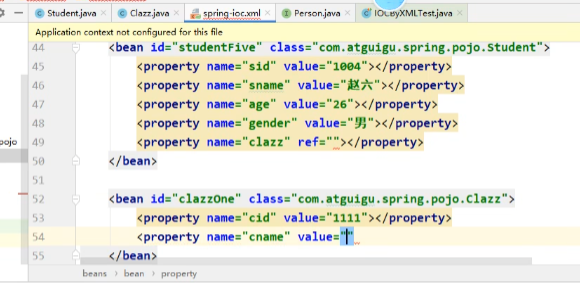 Student.java × Clazz.java × spring-ioc.xml × Person.java × IOCByXMLTest.java ×
Application context not configured for this file
44 <bean id="studentFive" class="com.atguigu.spring.pojo.Student">
45 <property name="sid" value="1004"></property>
46 <property name="sname" value="赵六"></property>
47 <property name="age" value="26"></property>
48 <property name="gender" value="男"></property>
pojo
49 <property name="clazz" ref=""></property>
50 </bean>
51
52 <bean id="clazzOne" class="com.atguigu.spring.pojo.Clazz">
53 <property name="cid" value="1111"></property>
54 <property name="cname" value=""
55 </bean>
beans › bean › property